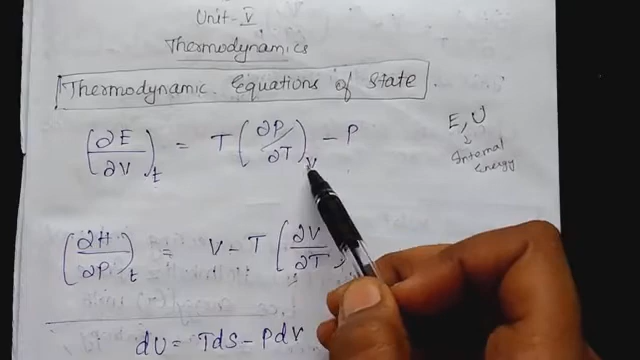 Unit-V
Thermodynamics
Thermodynamic Equations of state
(∂E/∂V)t = T(∂P/∂T)V - P
E, U
↓
Internal
Energy
(∂H/∂P)t = V - T(∂V/∂T)
dU = Tds - Pdv